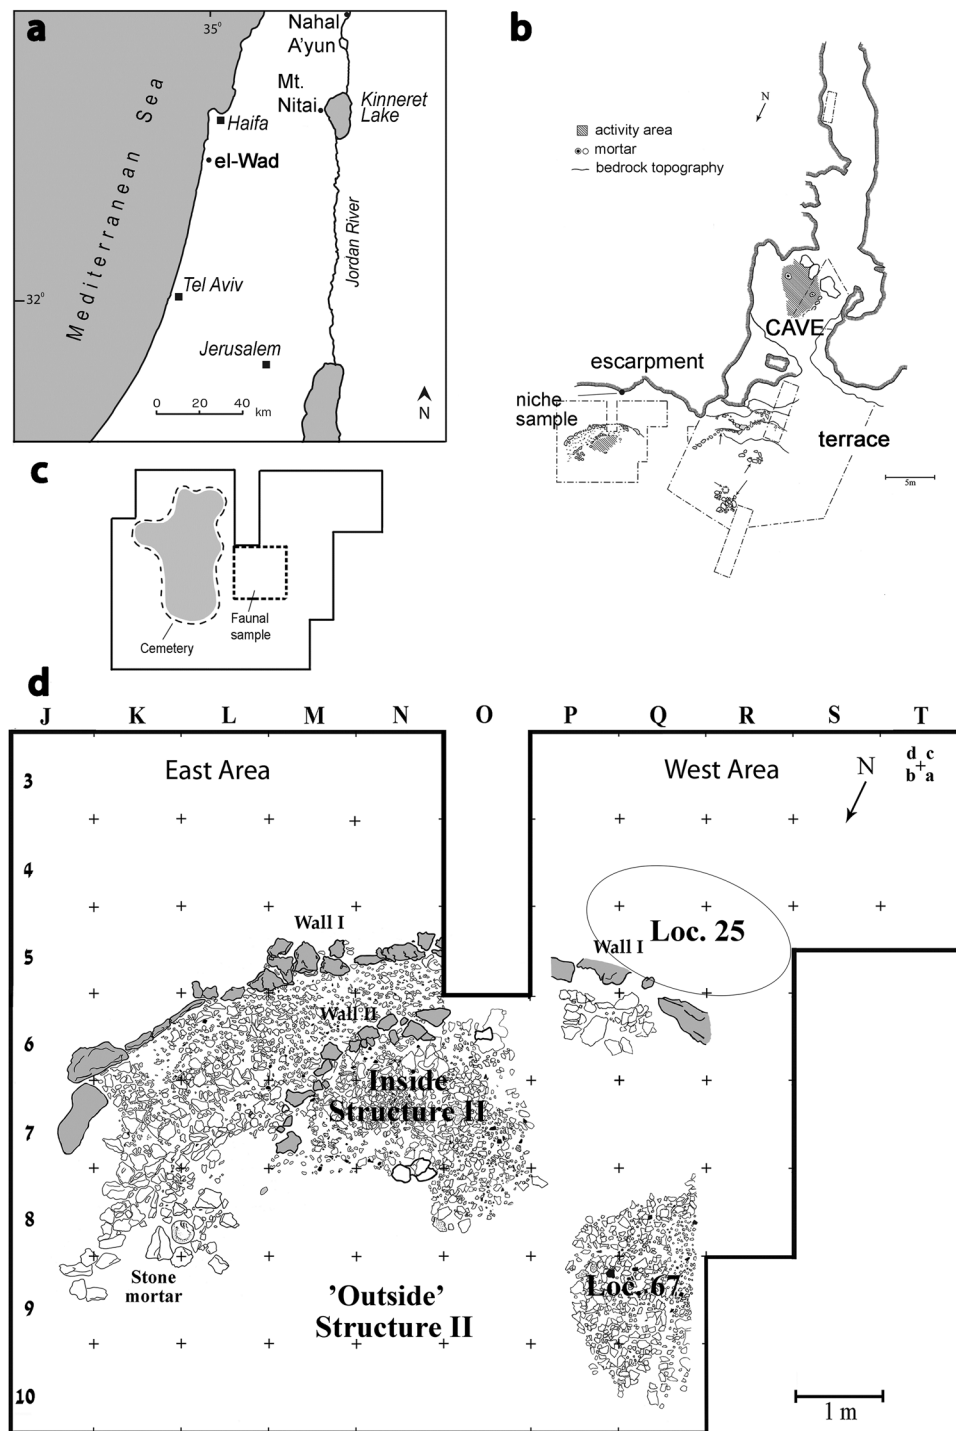 a
35⁰
Nahal
A'yun
Mt.
Nitai
Kinneret
Lake
Haifa
el-Wad
Mediterranean Sea
Jordan River
Tel Aviv
32⁰
Jerusalem
0 20 40 km
N
b
N
activity area
mortar
bedrock topography
CAVE
escarpment
niche
sample
terrace
5m
c
Faunal
sample
Cemetery
d
J K L M N O P Q R S T
East Area
West Area
N
d c
b a
3
4
5
6
7
8
9
10
Wall I
Wall I
Loc. 25
Wall II
Inside
Structure II
Stone
mortar
'Outside'
Structure II
Loc. 67
1 m